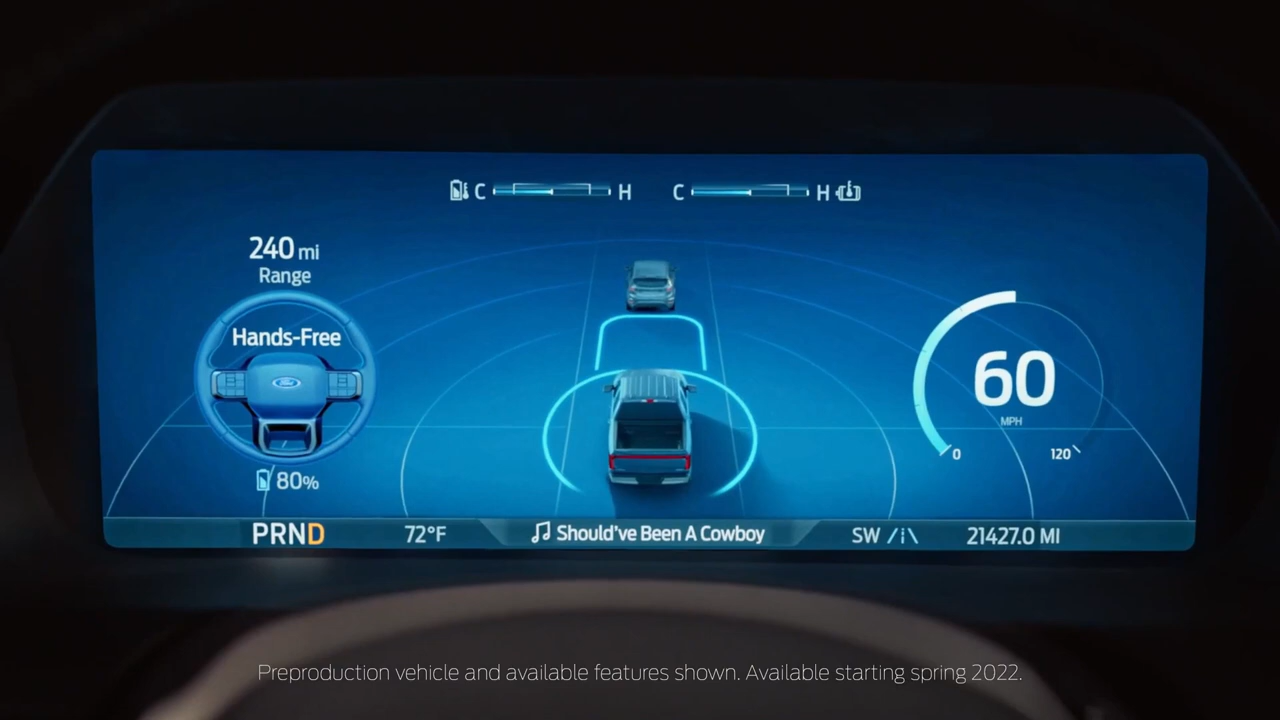 C H C H
240 mi
Range
Hands-Free
Ford
80%
60
MPH
0 120
PRND 72°F Should've Been A Cowboy SW 21427.0 MI
Preproduction vehicle and available features shown. Available starting spring 2022.